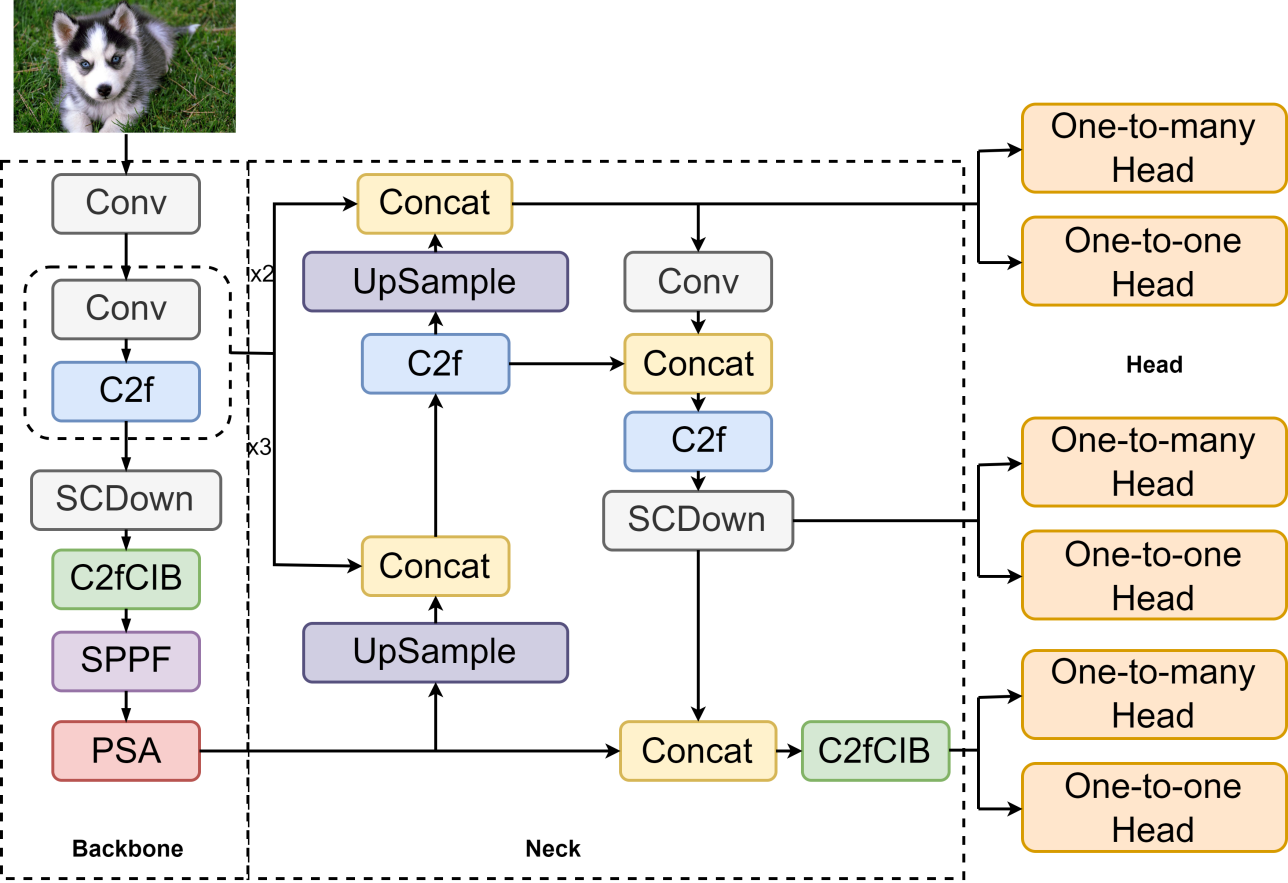 Conv
Conv
C2f
SCDown
C2fCIB
SPPF
PSA
Backbone
x2
x3
Concat
UpSample
C2f
Concat
UpSample
Conv
Concat
C2f
SCDown
Concat
C2fCIB
Neck
One-to-many
Head
One-to-one
Head
Head
One-to-many
Head
One-to-one
Head
One-to-many
Head
One-to-one
Head